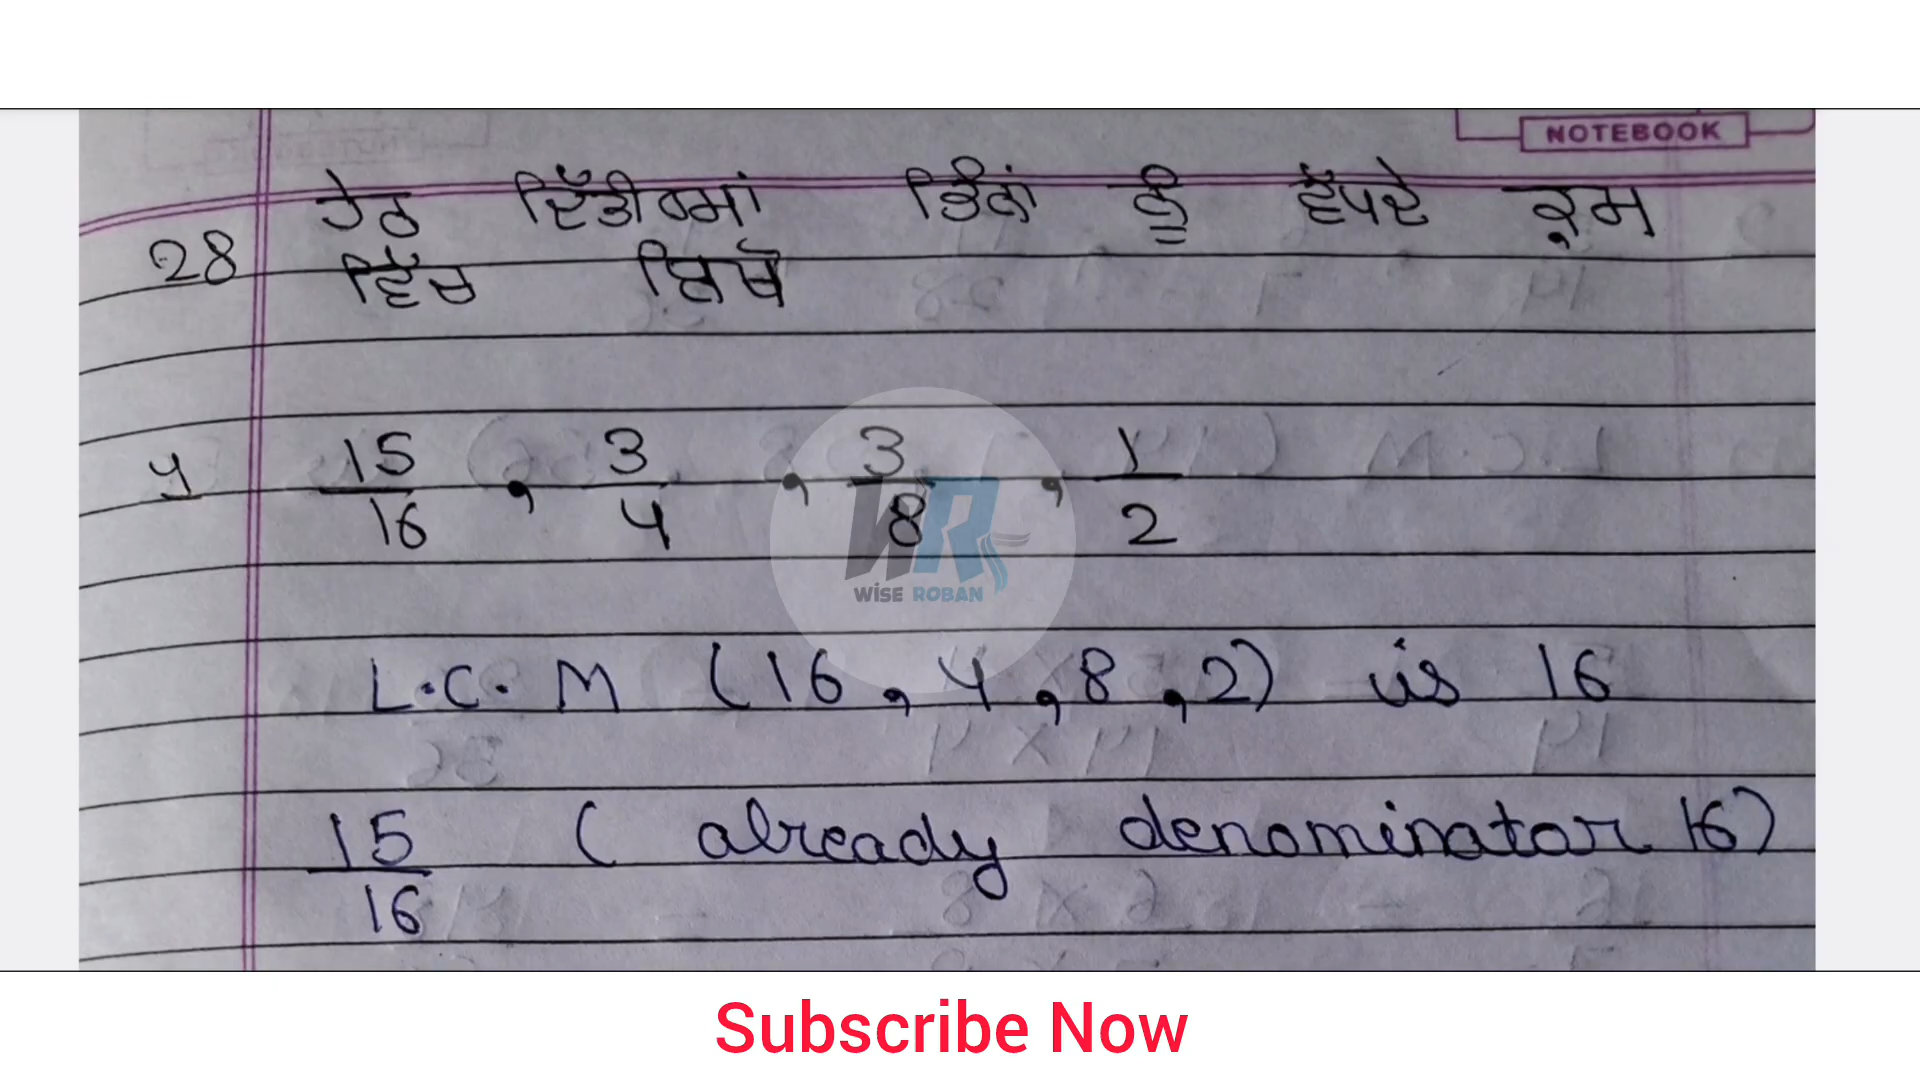 NOTEBOOK
ਹੇਠ ਦਿੱਤੀਆਂ ਭਿੰਨਾਂ ਨੂੰ ਵੱਧਦੇ ਕ੍ਰਮ
28 ਵਿੱਚ ਲਿਖੋ
15/16 , 3/4 , 3/8 , 1/2
WISE ROBAN
L.C.M (16, 4, 8, 2) is 16
15/16 (already denominator 16)
Subscribe Now